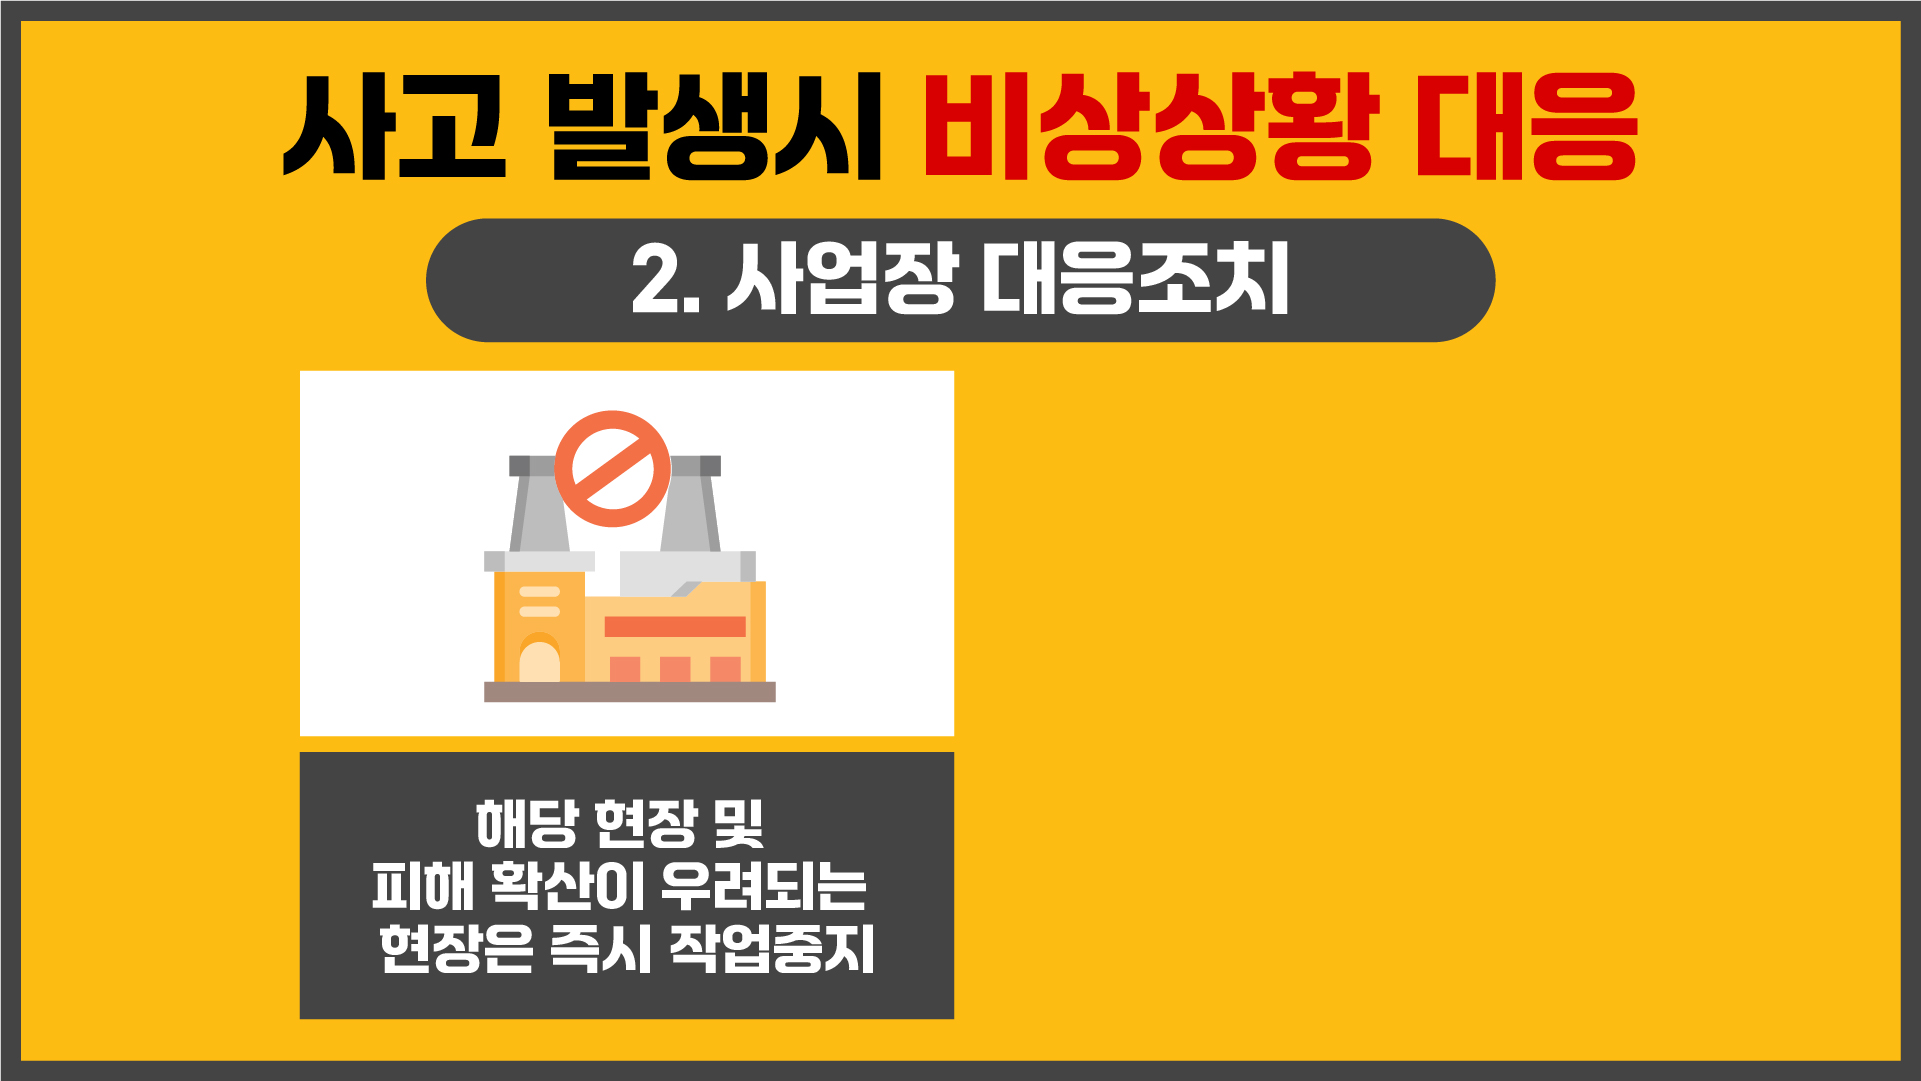 사고 발생시 비상상황 대응
2. 사업장 대응조치
해당 현장 및
피해 확산이 우려되는
현장은 즉시 작업중지